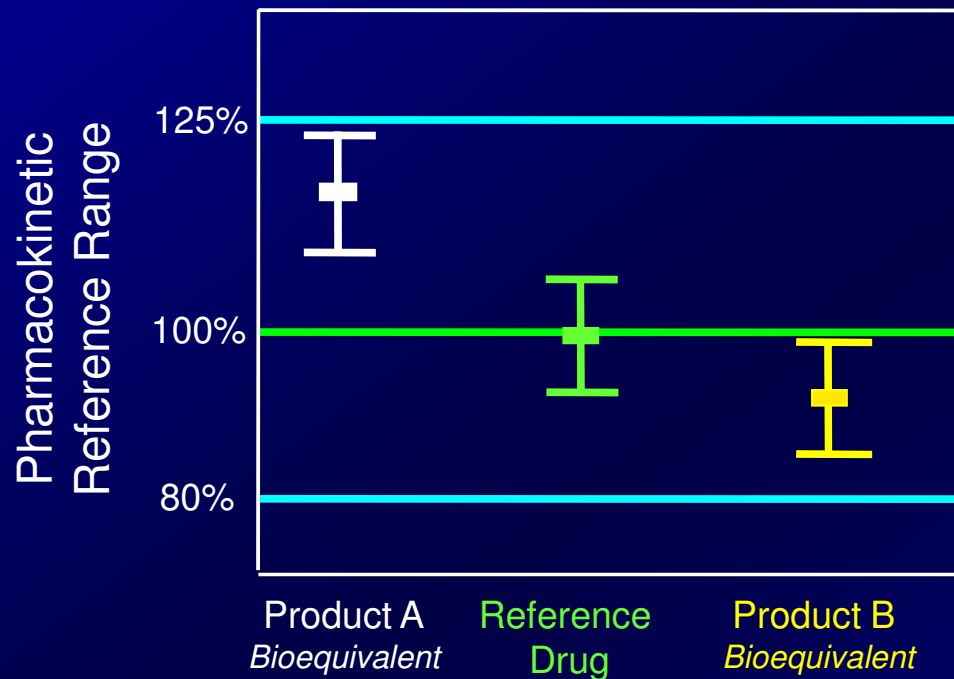 Pharmacokinetic
Reference Range
125%
100%
80%
Product A
Bioequivalent
Reference
Drug
Product B
Bioequivalent